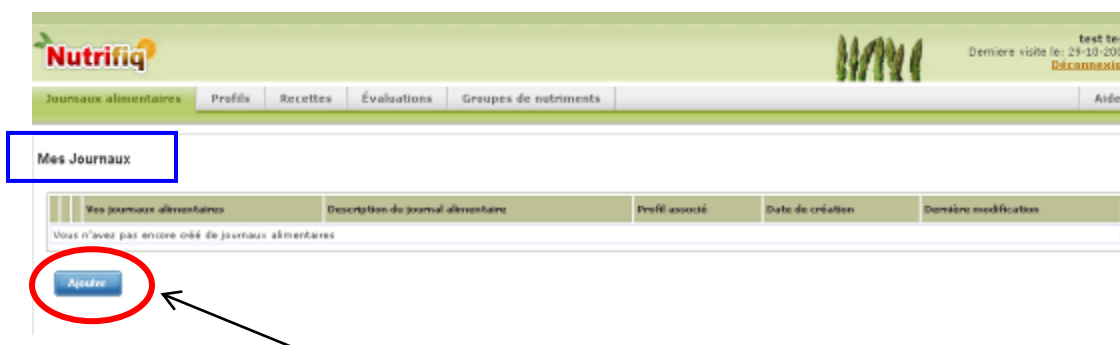 Nutrifiq
test te
Derniere visite le: 29-10-200
Déconnexio
Journaux alimentaires Profils Recettes Évaluations Groupes de nutriments Aide
Mes Journaux
Vos journaux alimentaires Description du journal alimentaire Profil associé Date de création Dernière modification
Vous n'avez pas encore créé de journaux alimentaires
Ajouter